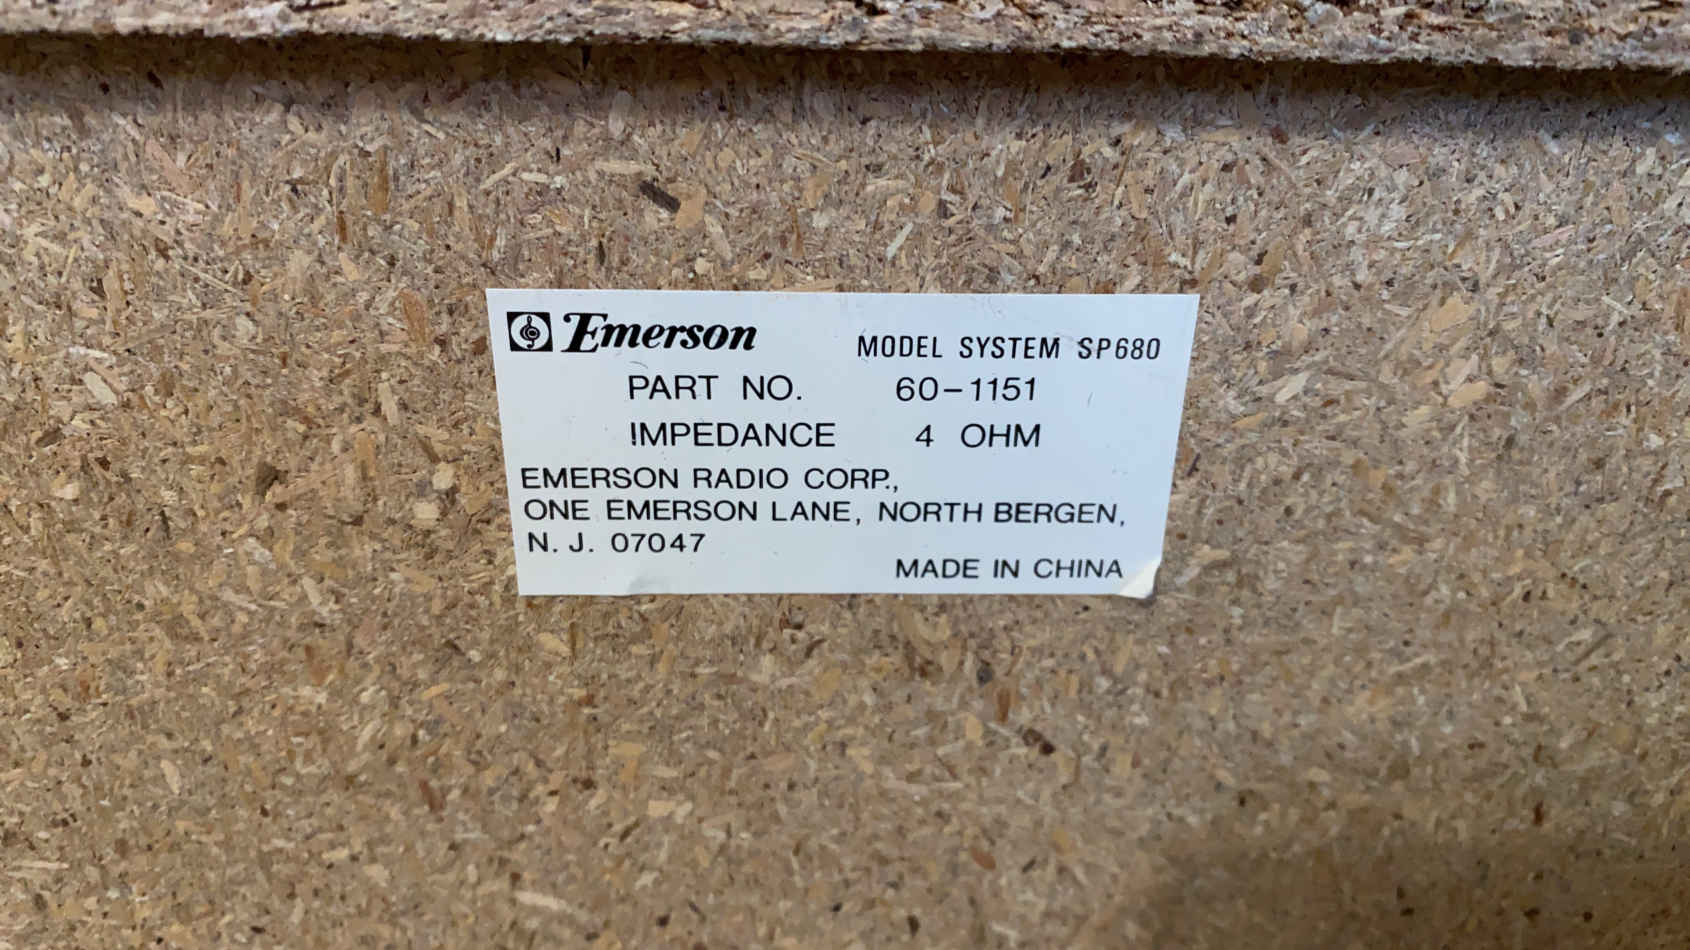 Emerson MODEL SYSTEM SP680
PART NO. 60-1151
IMPEDANCE 4 OHM
EMERSON RADIO CORP.,
ONE EMERSON LANE, NORTH BERGEN,
N. J. 07047
MADE IN CHINA